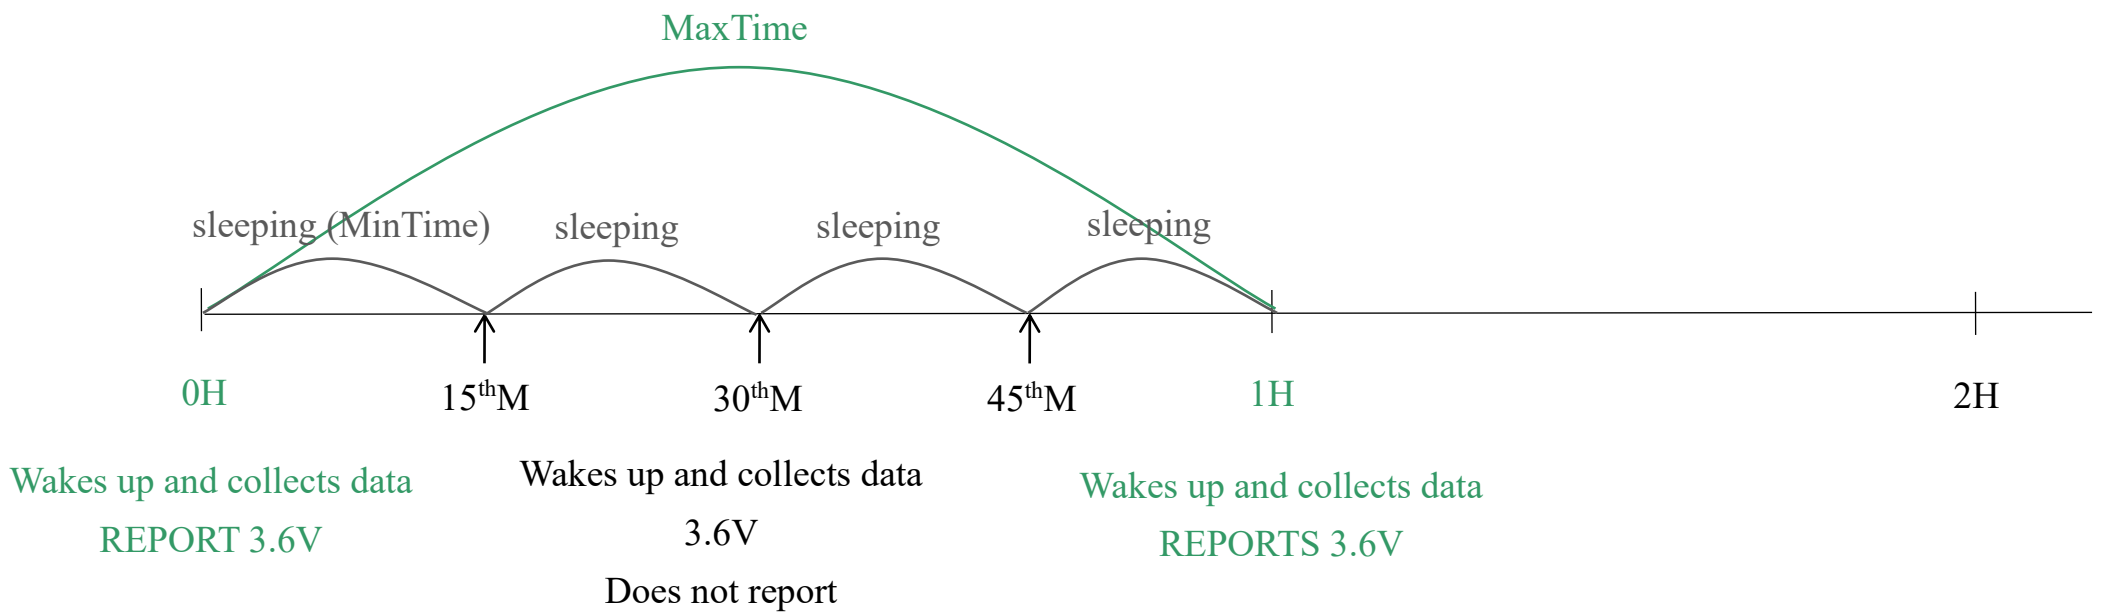 MaxTime
sleeping (MinTime)
sleeping
sleeping
sleeping
0H
15thM
30thM
45thM
1H
2H
Wakes up and collects data
REPORT 3.6V
Wakes up and collects data
3.6V
Does not report
Wakes up and collects data
REPORTS 3.6V